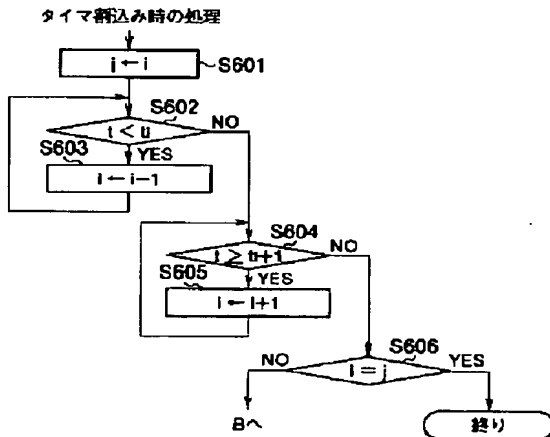 タイマ割込み時の処理
j ← i
S601
S602
t < ti
NO
S603
YES
i ← i-1
S604
t ≥ ti+1
NO
S605
YES
i ← i+1
S606
NO
i = j
YES
Bへ
終り